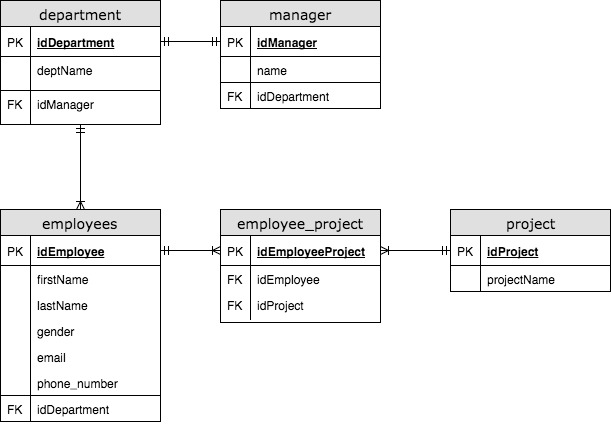 department
PK idDepartment
deptName
FK idManager
manager
PK idManager
name
FK idDepartment
employees
PK idEmployee
firstName
lastName
gender
email
phone_number
FK idDepartment
employee_project
PK idEmployeeProject
FK idEmployee
FK idProject
project
PK idProject
projectName